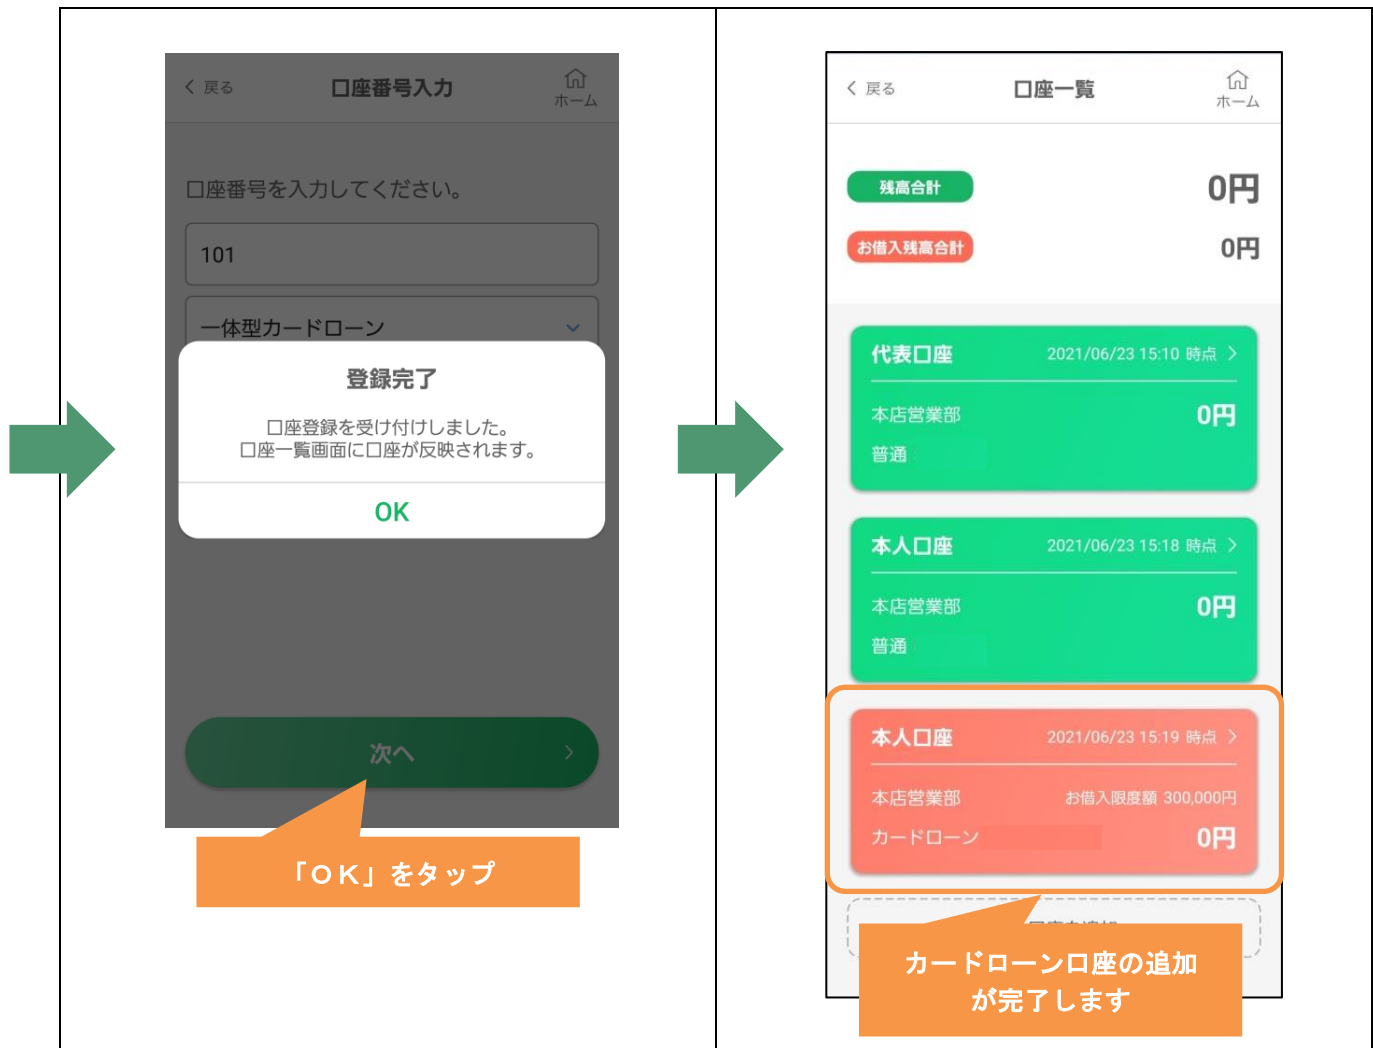 戻る
口座番号入力
ホーム
口座番号を入力してください。
101
一体型カードローン
登録完了
口座登録を受け付けしました。
口座一覧画面に口座が反映されます。
OK
次へ
「ＯＫ」をタップ
戻る
口座一覧
ホーム
残高合計
0円
お借入残高合計
0円
代表口座
2021/06/23 15:10 時点
本店営業部
0円
普通
本人口座
2021/06/23 15:18 時点
本店営業部
0円
普通
本人口座
2021/06/23 15:19 時点
本店営業部
お借入限度額 300,000円
カードローン
0円
カードローン口座の追加
が完了します